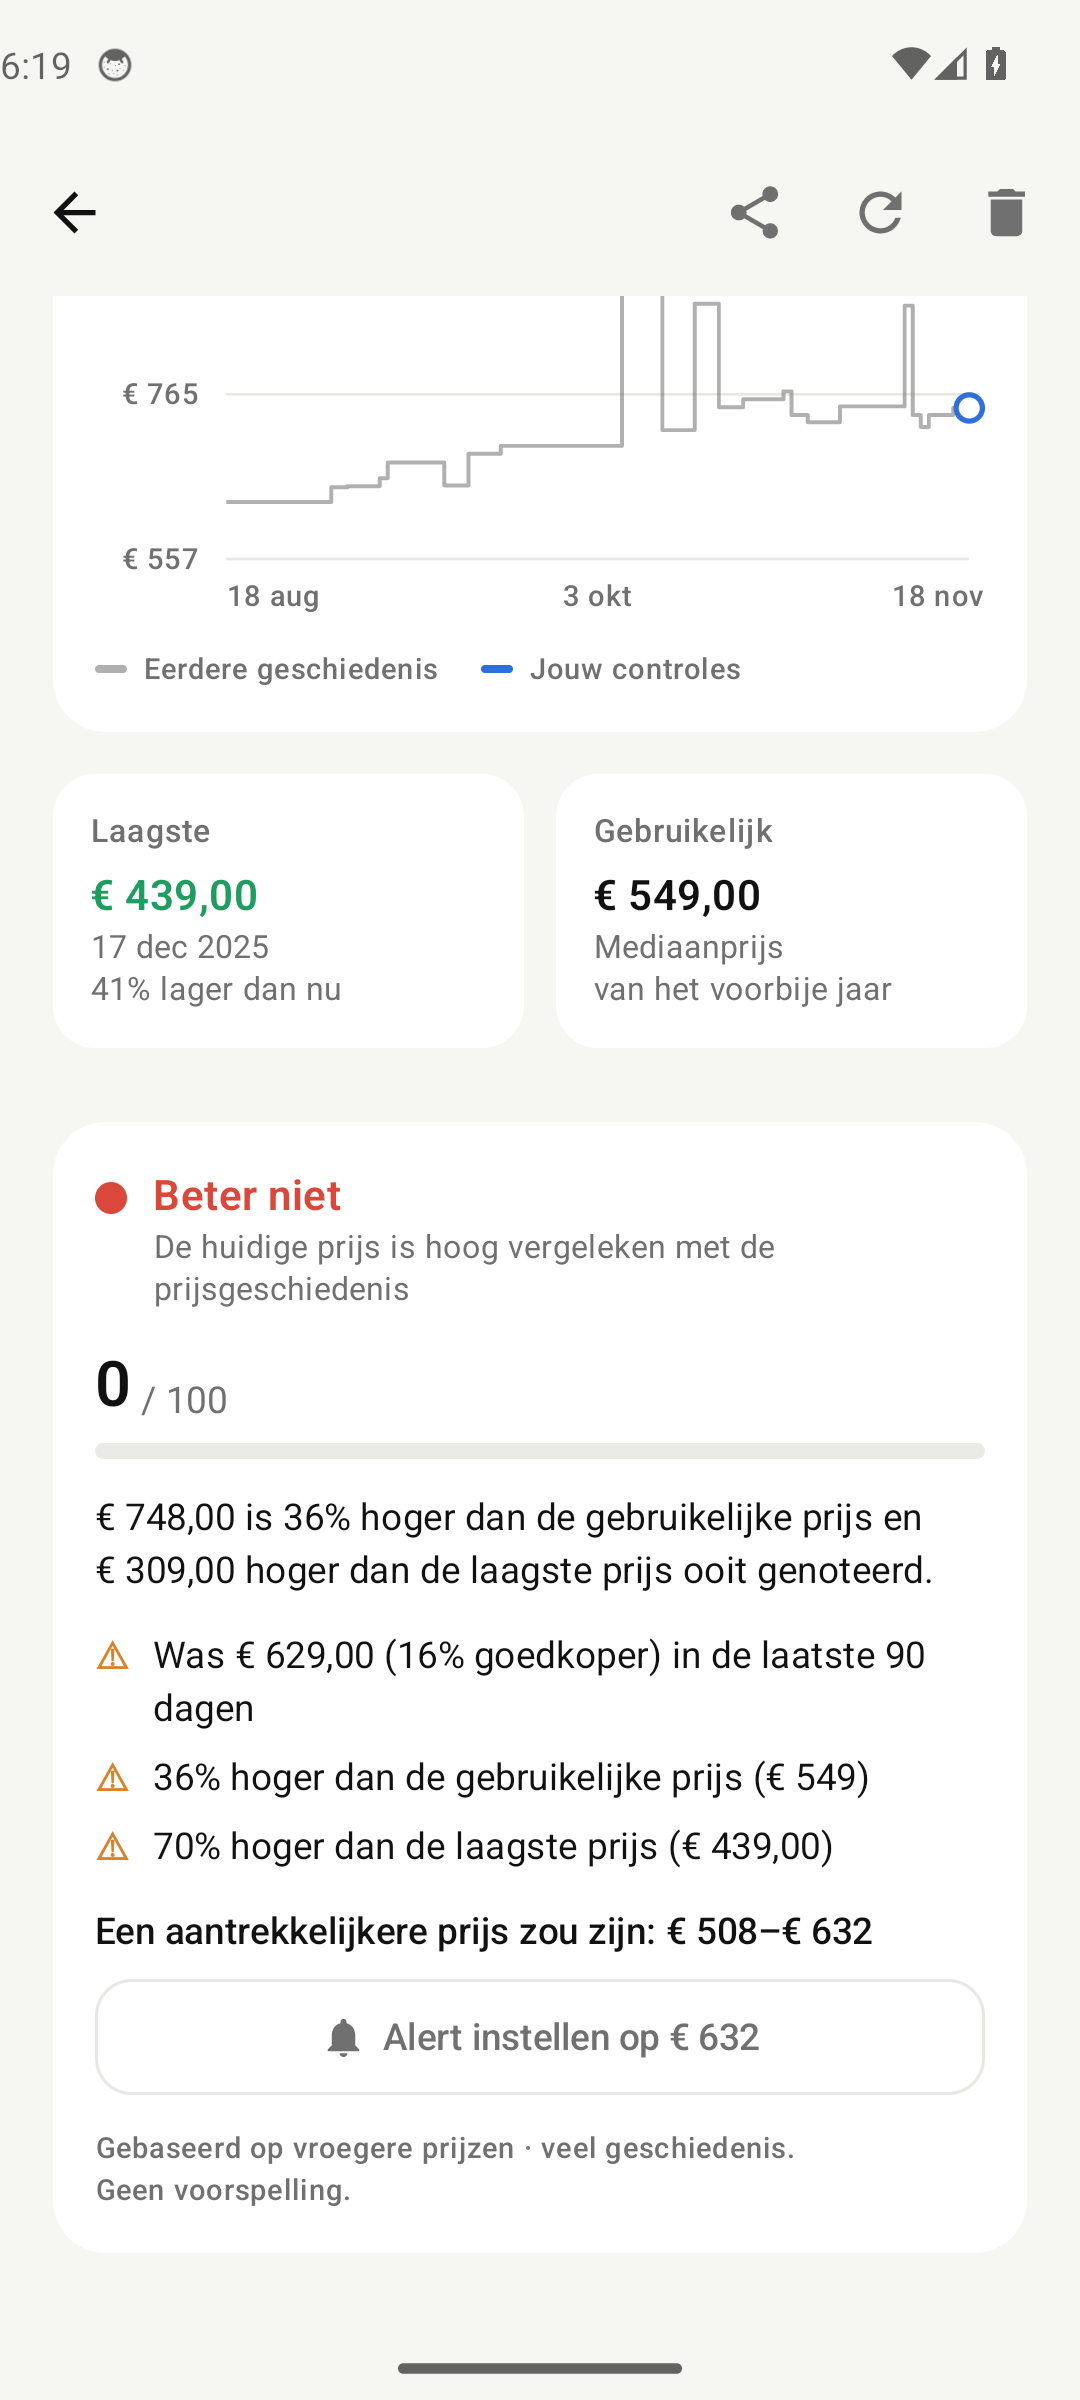 6:19
€ 765
€ 557
18 aug 3 okt 18 nov
Eerdere geschiedenis Jouw controles
Laagste
€ 439,00
17 dec 2025
41% lager dan nu
Gebruikelijk
€ 549,00
Mediaanprijs
van het voorbije jaar
Beter niet
De huidige prijs is hoog vergeleken met de
prijsgeschiedenis
0 / 100
€ 748,00 is 36% hoger dan de gebruikelijke prijs en
€ 309,00 hoger dan de laagste prijs ooit genoteerd.
Was € 629,00 (16% goedkoper) in de laatste 90
dagen
36% hoger dan de gebruikelijke prijs (€ 549)
70% hoger dan de laagste prijs (€ 439,00)
Een aantrekkelijkere prijs zou zijn: € 508–€ 632
Alert instellen op € 632
Gebaseerd op vroegere prijzen · veel geschiedenis.
Geen voorspelling.